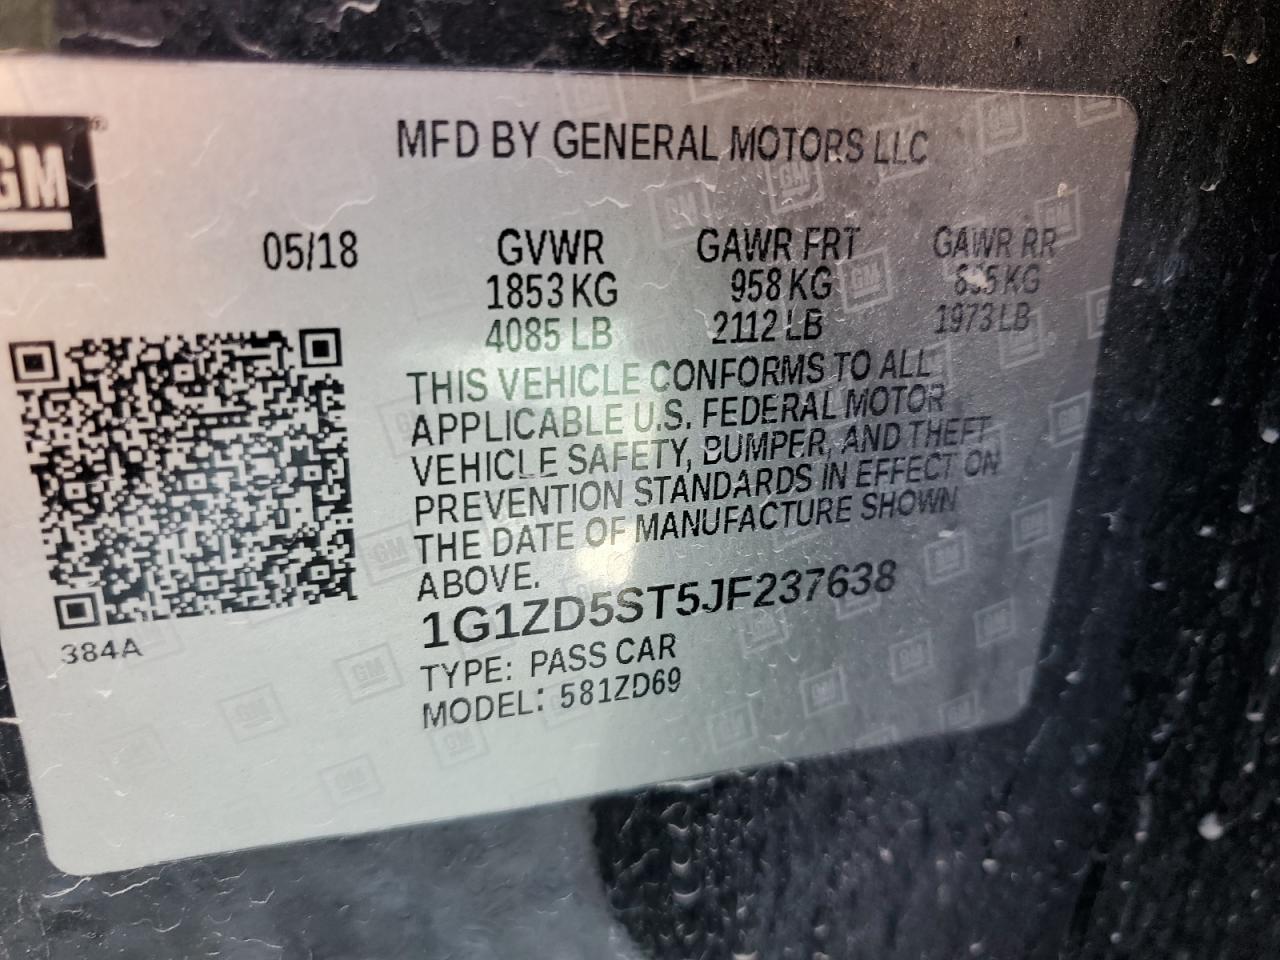 GM
MFD BY GENERAL MOTORS LLC
05/18 GVWR GAWR FRT GAWR RR
1853 KG 958 KG 895 KG
4085 LB 2112 LB 1973 LB
THIS VEHICLE CONFORMS TO ALL
APPLICABLE U.S. FEDERAL MOTOR
VEHICLE SAFETY, BUMPER, AND THEFT
PREVENTION STANDARDS IN EFFECT ON
THE DATE OF MANUFACTURE SHOWN
ABOVE.
1G1ZD5ST5JF237638
TYPE: PASS CAR
MODEL: 581ZD69
384A